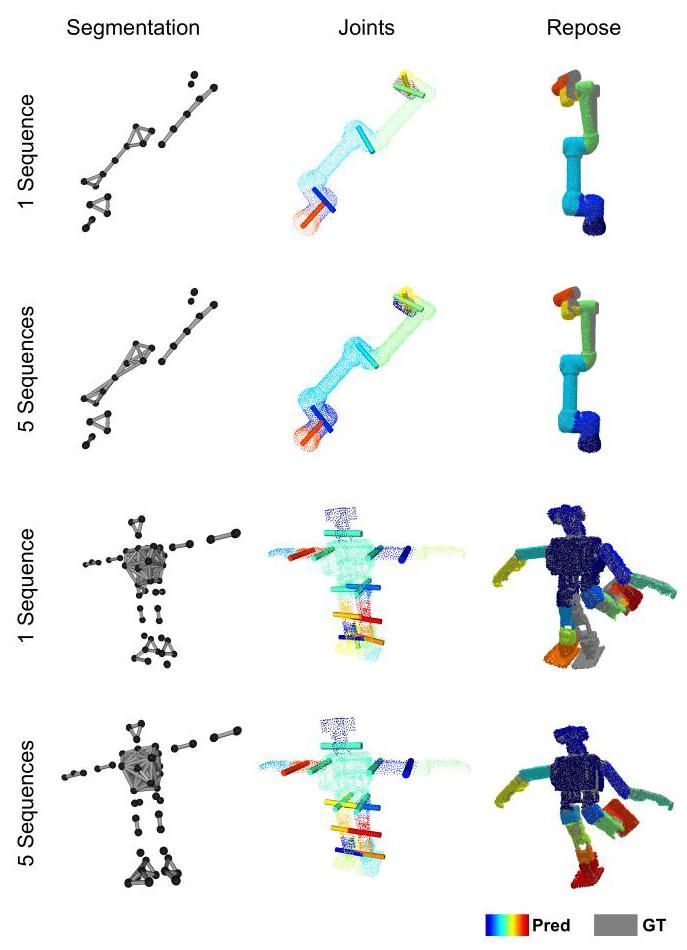 Segmentation Joints Repose
1 Sequence
5 Sequences
1 Sequence
5 Sequences
Pred GT